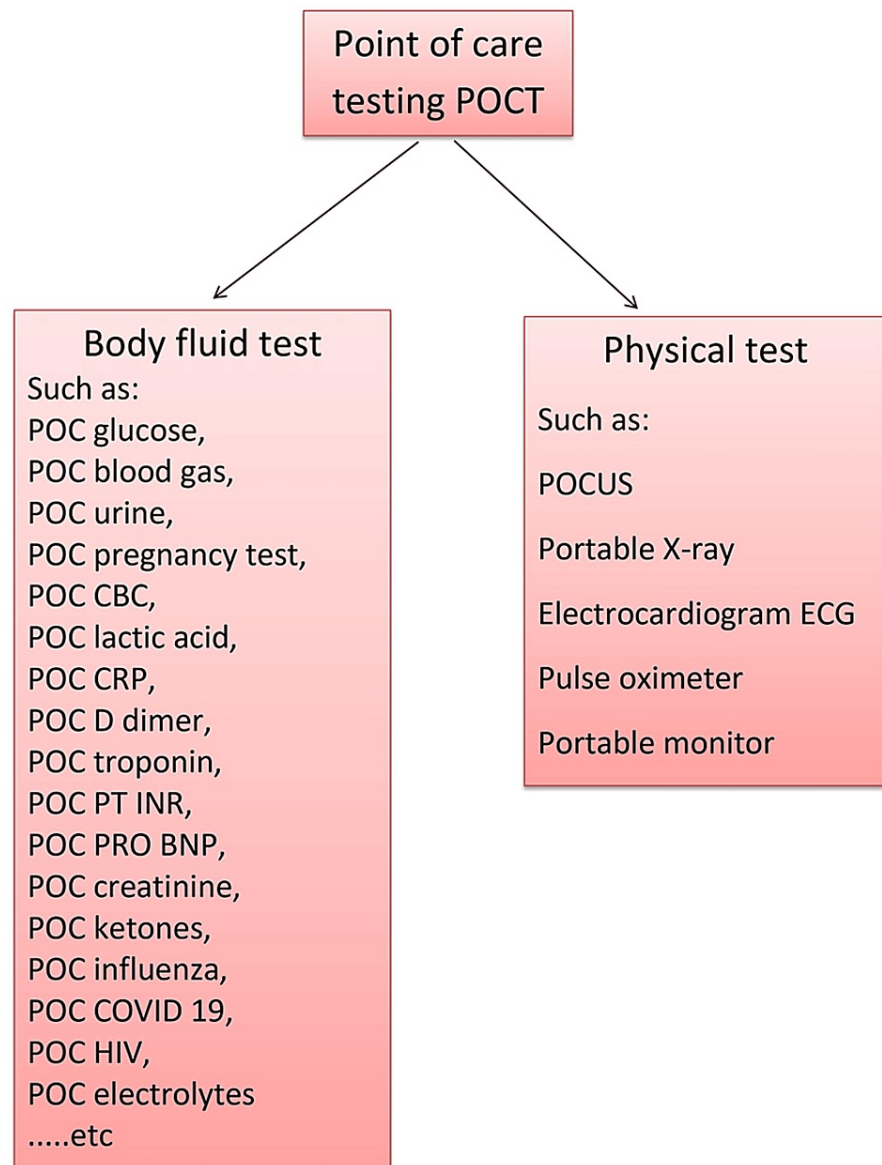 Point of care
testing POCT
Body fluid test
Such as:
POC glucose,
POC blood gas,
POC urine,
POC pregnancy test,
POC CBC,
POC lactic acid,
POC CRP,
POC D dimer,
POC troponin,
POC PT INR,
POC PRO BNP,
POC creatinine,
POC ketones,
POC influenza,
POC COVID 19,
POC HIV,
POC electrolytes
.....etc
Physical test
Such as:
POCUS
Portable X-ray
Electrocardiogram ECG
Pulse oximeter
Portable monitor